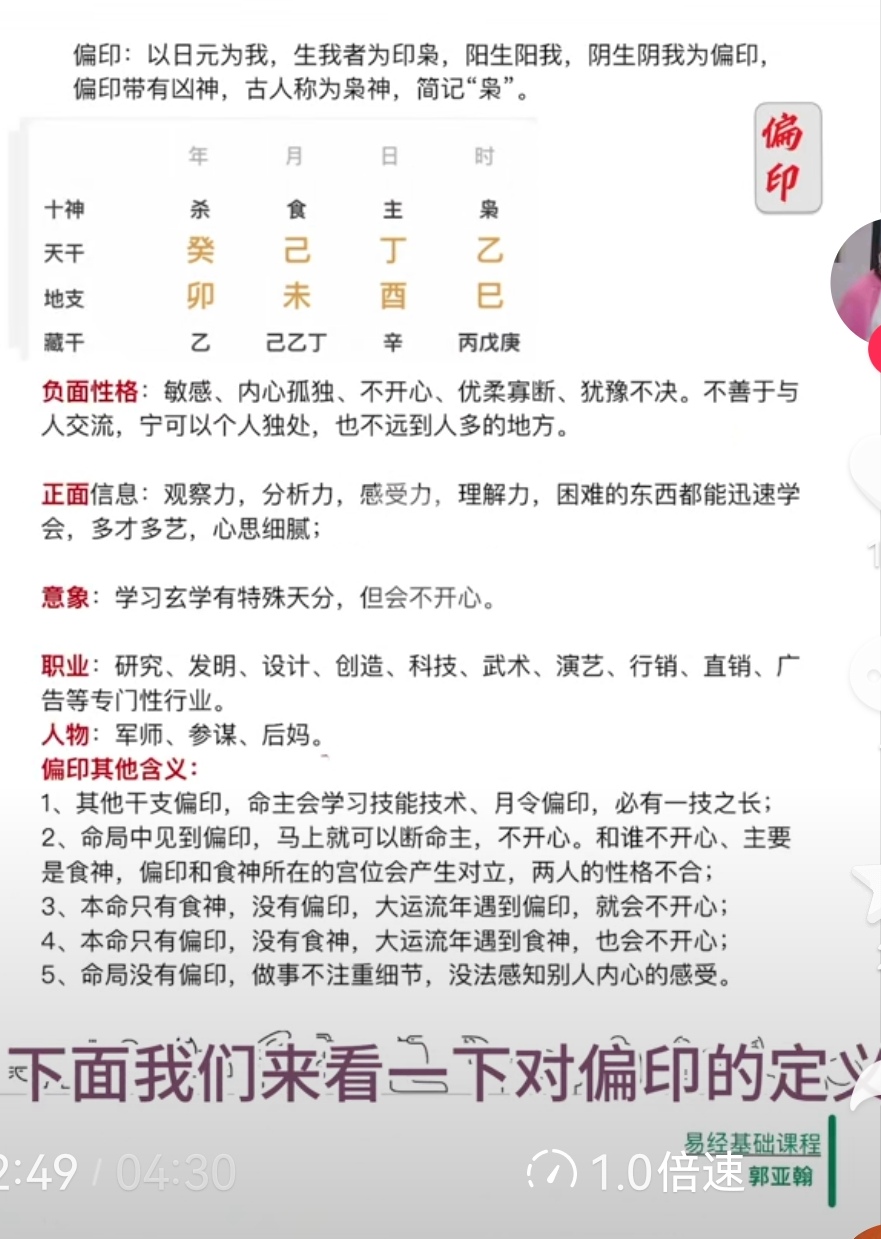 偏印：以日元为我，生我者为印枭，阳生阳我，阴生阴我为偏印，
偏印带有凶神，古人称为枭神，简记“枭”。
偏
印
年 月 日 时
十神 杀 食 主 枭
天干 癸 己 丁 乙
地支 卯 未 酉 巳
藏干 乙 己乙丁 辛 丙戊庚
负面性格：敏感、内心孤独、不开心、优柔寡断、犹豫不决。不善于与
人交流，宁可以个人独处，也不远到人多的地方。
正面信息：观察力，分析力，感受力，理解力，困难的东西都能迅速学
会，多才多艺，心思细腻；
意象：学习玄学有特殊天分，但会不开心。
职业：研究、发明、设计、创造、科技、武术、演艺、行销、直销、广
告等专门性行业。
人物：军师、参谋、后妈。
偏印其他含义：
1、其他干支偏印，命主会学习技能技术、月令偏印，必有一技之长；
2、命局中见到偏印，马上就可以断命主，不开心。和谁不开心、主要
是食神，偏印和食神所在的宫位会产生对立，两人的性格不合；
3、本命只有食神，没有偏印，大运流年遇到偏印，就会不开心；
4、本命只有偏印，没有食神，大运流年遇到食神，也会不开心；
5、命局没有偏印，做事不注重细节，没法感知别人内心的感受。
下面我们来看一下对偏印的定义
易经基础课程
2:49 / 04:30 1.0倍速 郭亚翰